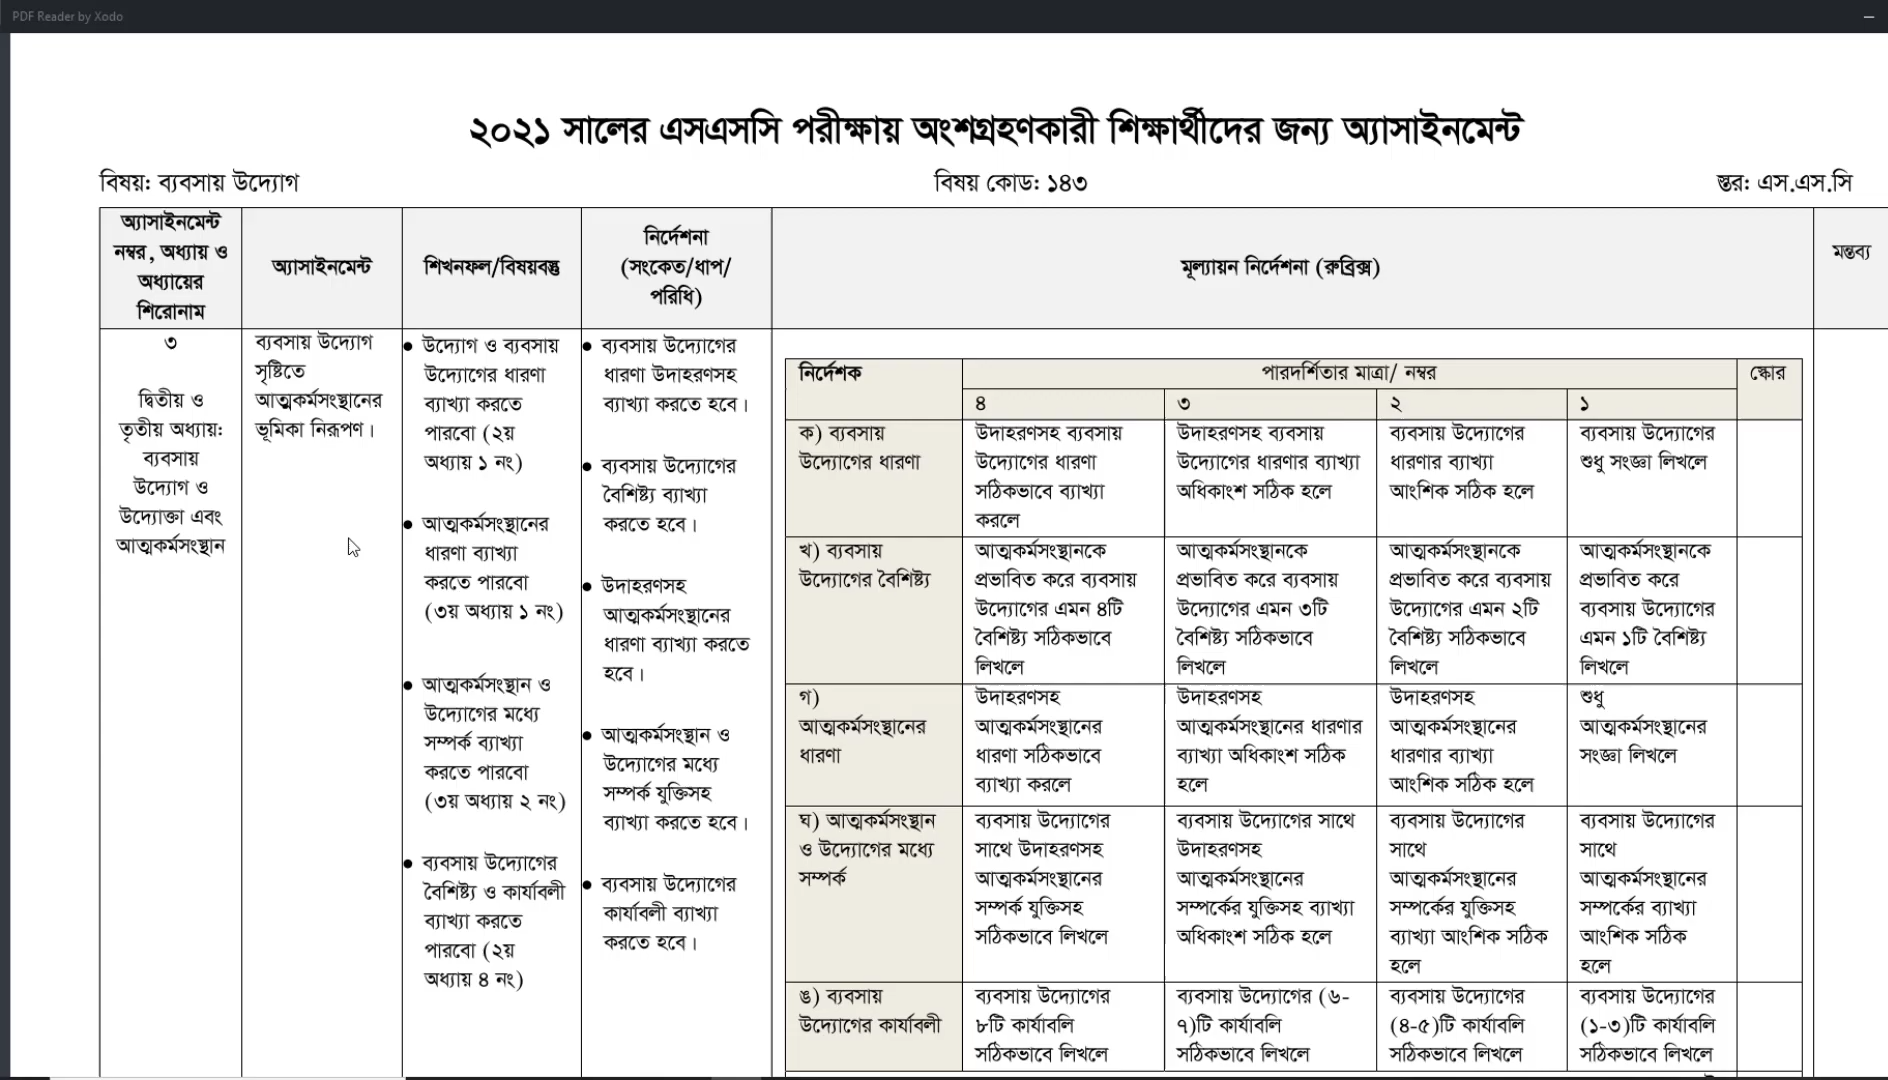 PDF Reader by Xodo
২০২১ সালের এসএসসি পরীক্ষায় অংশগ্রহণকারী শিক্ষার্থীদের জন্য অ্যাসাইনমেন্ট
বিষয়: ব্যবসায় উদ্যোগ
বিষয় কোড: ১৪৩
স্তর: এস.এস.সি
অ্যাসাইনমেন্ট
নম্বর, অধ্যায় ও
অধ্যায়ের
শিরোনাম
অ্যাসাইনমেন্ট
শিখনফল/বিষয়বস্তু
নির্দেশনা
(সংকেত/ধাপ/
পরিধি)
মূল্যায়ন নির্দেশনা (রুব্রিক্স)
মন্তব্য
৩
দ্বিতীয় ও
তৃতীয় অধ্যায়:
ব্যবসায়
উদ্যোগ ও
উদ্যোক্তা এবং
আত্মকর্মসংস্থান
ব্যবসায় উদ্যোগ
সৃষ্টিতে
আত্মকর্মসংস্থানের
ভূমিকা নিরূপণ।
● উদ্যোগ ও ব্যবসায়
উদ্যোগের ধারণা
ব্যাখ্যা করতে
পারবো (২য়
অধ্যায় ১ নং)
● আত্মকর্মসংস্থানের
ধারণা ব্যাখ্যা
করতে পারবো
(৩য় অধ্যায় ১ নং)
● আত্মকর্মসংস্থান ও
উদ্যোগের মধ্যে
সম্পর্ক ব্যাখ্যা
করতে পারবো
(৩য় অধ্যায় ২ নং)
● ব্যবসায় উদ্যোগের
বৈশিষ্ট্য ও কার্যাবলী
ব্যাখ্যা করতে
পারবো (২য়
অধ্যায় ৪ নং)
● ব্যবসায় উদ্যোগের
ধারণা উদাহরণসহ
ব্যাখ্যা করতে হবে।
● ব্যবসায় উদ্যোগের
বৈশিষ্ট্য ব্যাখ্যা
করতে হবে।
● উদাহরণসহ
আত্মকর্মসংস্থানের
ধারণা ব্যাখ্যা করতে
হবে।
● আত্মকর্মসংস্থান ও
উদ্যোগের মধ্যে
সম্পর্ক যুক্তিসহ
ব্যাখ্যা করতে হবে।
● ব্যবসায় উদ্যোগের
কার্যাবলী ব্যাখ্যা
করতে হবে।
নির্দেশক
পারদর্শিতার মাত্রা/ নম্বর
স্কোর
৪
৩
২
১
ক) ব্যবসায়
উদ্যোগের ধারণা
উদাহরণসহ ব্যবসায়
উদ্যোগের ধারণা
সঠিকভাবে ব্যাখ্যা
করলে
উদাহরণসহ ব্যবসায়
উদ্যোগের ধারণার ব্যাখ্যা
অধিকাংশ সঠিক হলে
ব্যবসায় উদ্যোগের
ধারণার ব্যাখ্যা
আংশিক সঠিক হলে
ব্যবসায় উদ্যোগের
শুধু সংজ্ঞা লিখলে
খ) ব্যবসায়
উদ্যোগের বৈশিষ্ট্য
আত্মকর্মসংস্থানকে
প্রভাবিত করে ব্যবসায়
উদ্যোগের এমন ৪টি
বৈশিষ্ট্য সঠিকভাবে
লিখলে
আত্মকর্মসংস্থানকে
প্রভাবিত করে ব্যবসায়
উদ্যোগের এমন ৩টি
বৈশিষ্ট্য সঠিকভাবে
লিখলে
আত্মকর্মসংস্থানকে
প্রভাবিত করে ব্যবসায়
উদ্যোগের এমন ২টি
বৈশিষ্ট্য সঠিকভাবে
লিখলে
আত্মকর্মসংস্থানকে
প্রভাবিত করে
ব্যবসায় উদ্যোগের
এমন ১টি বৈশিষ্ট্য
লিখলে
গ)
আত্মকর্মসংস্থানের
ধারণা
উদাহরণসহ
আত্মকর্মসংস্থানের
ধারণা সঠিকভাবে
ব্যাখ্যা করলে
উদাহরণসহ
আত্মকর্মসংস্থানের ধারণার
ব্যাখ্যা অধিকাংশ সঠিক
হলে
উদাহরণসহ
আত্মকর্মসংস্থানের
ধারণার ব্যাখ্যা
আংশিক সঠিক হলে
শুধু
আত্মকর্মসংস্থানের
সংজ্ঞা লিখলে
ঘ) আত্মকর্মসংস্থান
ও উদ্যোগের মধ্যে
সম্পর্ক
ব্যবসায় উদ্যোগের
সাথে উদাহরণসহ
আত্মকর্মসংস্থানের
সম্পর্ক যুক্তিসহ
সঠিকভাবে লিখলে
ব্যবসায় উদ্যোগের সাথে
উদাহরণসহ
আত্মকর্মসংস্থানের
সম্পর্কের যুক্তিসহ ব্যাখ্যা
অধিকাংশ সঠিক হলে
ব্যবসায় উদ্যোগের
সাথে
আত্মকর্মসংস্থানের
সম্পর্কের যুক্তিসহ
ব্যাখ্যা আংশিক সঠিক
হলে
ব্যবসায় উদ্যোগের
সাথে
আত্মকর্মসংস্থানের
সম্পর্কের ব্যাখ্যা
আংশিক সঠিক
হলে
ঙ) ব্যবসায়
উদ্যোগের কার্যাবলী
ব্যবসায় উদ্যোগের
৮টি কার্যাবলি
সঠিকভাবে লিখলে
ব্যবসায় উদ্যোগের (৬-
৭)টি কার্যাবলি
সঠিকভাবে লিখলে
ব্যবসায় উদ্যোগের
(৪-৫)টি কার্যাবলি
সঠিকভাবে লিখলে
ব্যবসায় উদ্যোগের
(১-৩)টি কার্যাবলি
সঠিকভাবে লিখলে